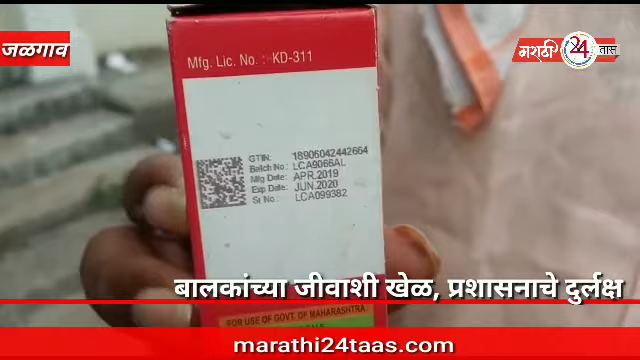 जळगाव
मराठी 24 तास
Mfg. Lic. No. : KD-311
GTIN: 18906042442664
Batch No : LCA9066AL
Mfg Date: APR.2019
Exp Date: JUN.2020
Sr No : LCA099382
बालकांच्या जीवाशी खेळ, प्रशासनाचे दुर्लक्ष
FOR USE OF GOVT. OF MAHARASHTRA
marathi24taas.com